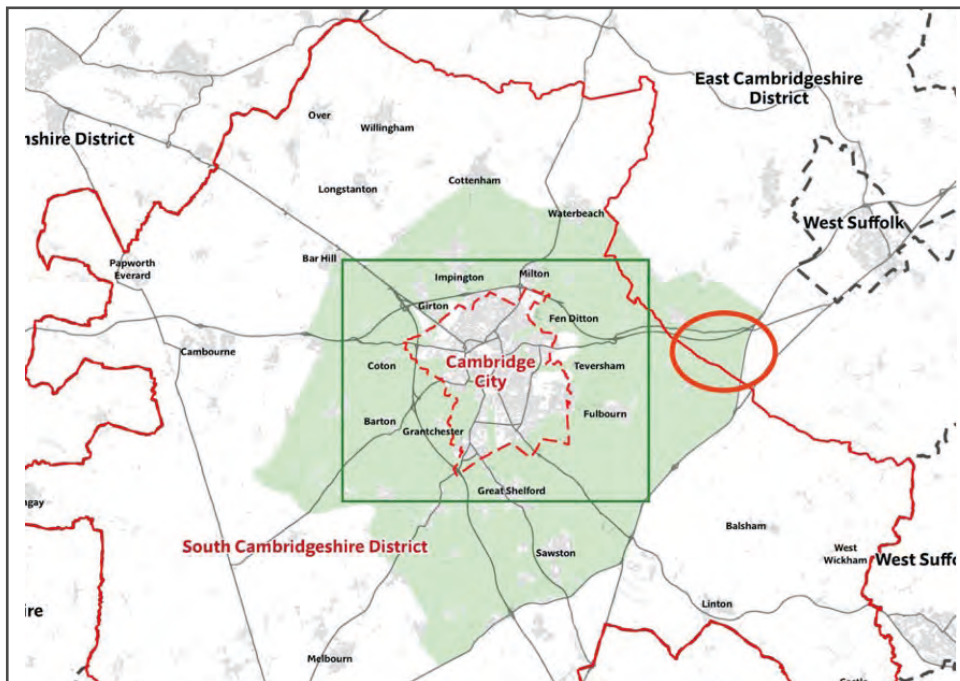 East Cambridgeshire
District
Over
Willingham
nshire District
Longstanton
Cottenham
Waterbeach
West Suffolk
Papworth
Everard
Bar Hill
Impington
Milton
Girton
Fen Ditton
Cambourne
Coton
Cambridge
City
Teversham
Barton
Fulbourn
Grantchester
Great Shelford
gay
South Cambridgeshire District
Sawston
Balsham
West
Wickham
West Suffo
ire
Linton
Melbourn